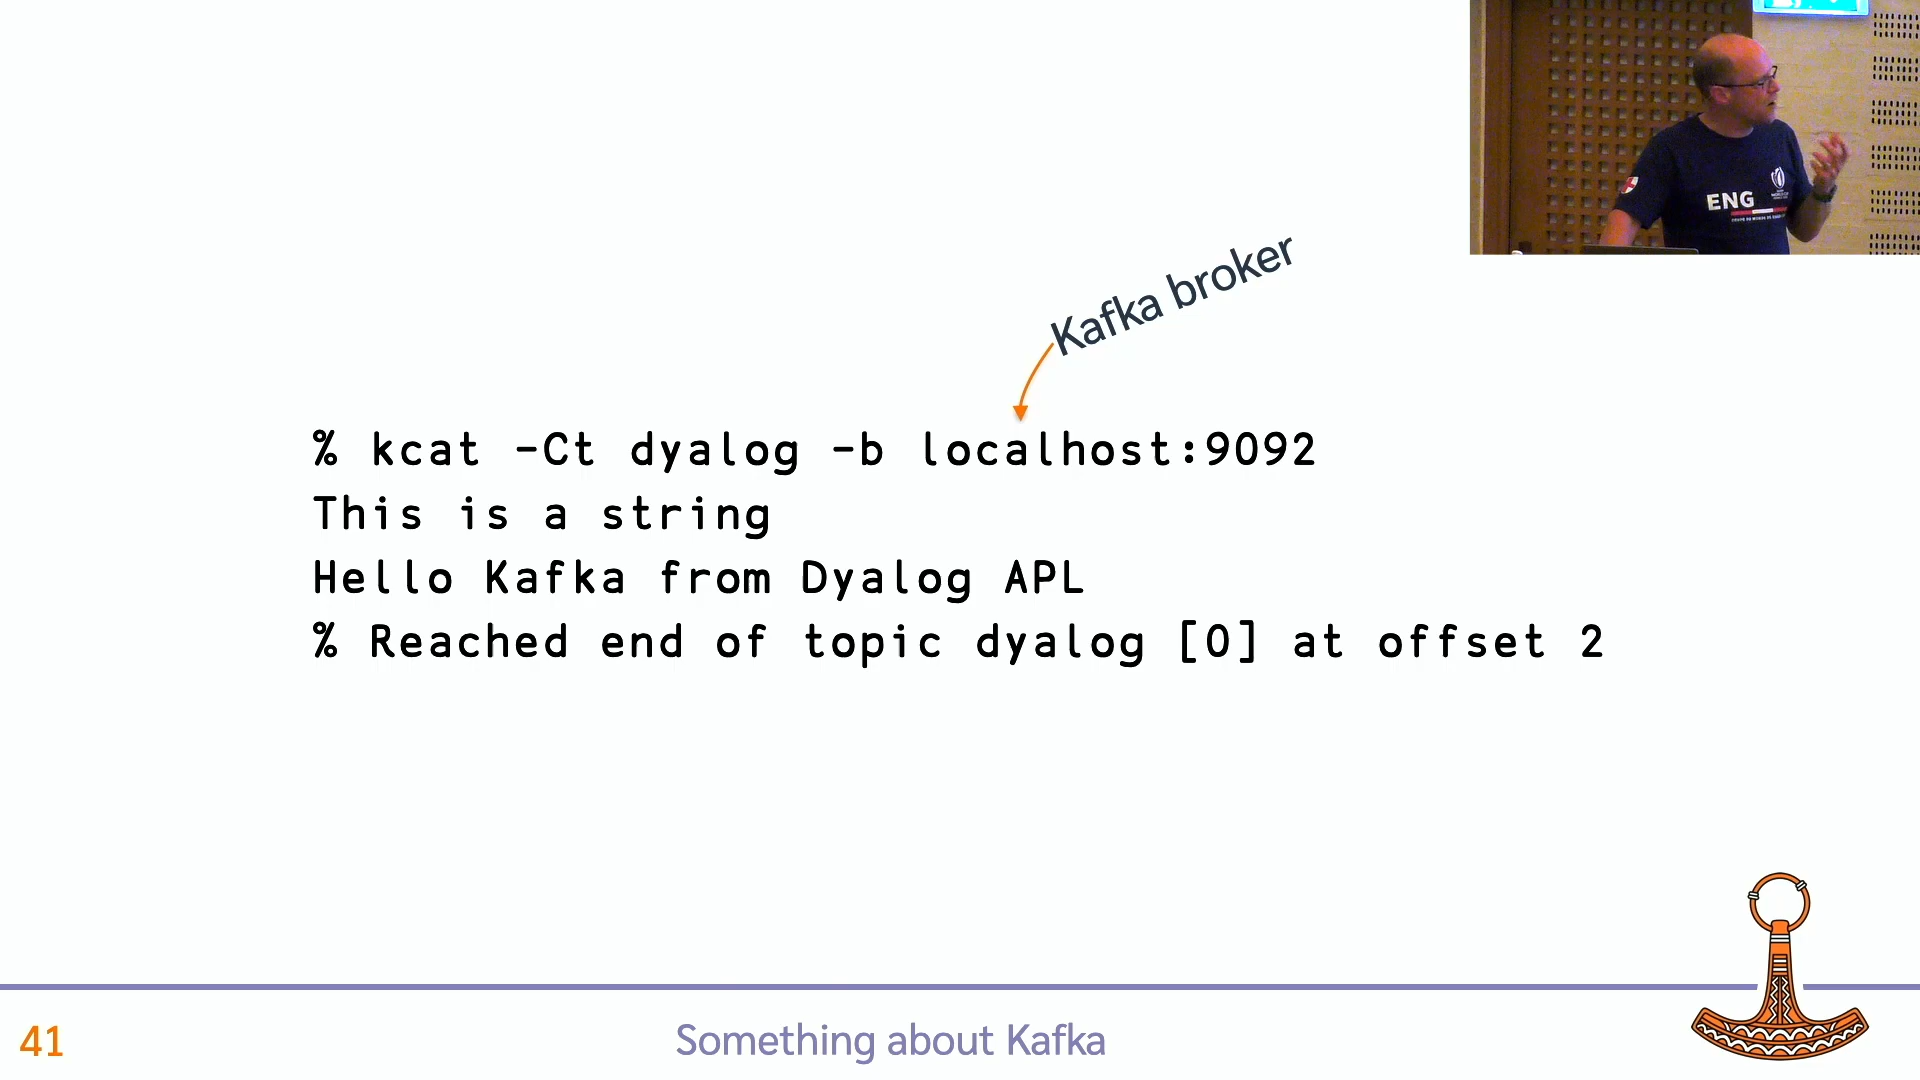 ENG
Kafka broker
% kcat -Ct dyalog -b localhost:9092
This is a string
Hello Kafka from Dyalog APL
% Reached end of topic dyalog [0] at offset 2
41
Something about Kafka